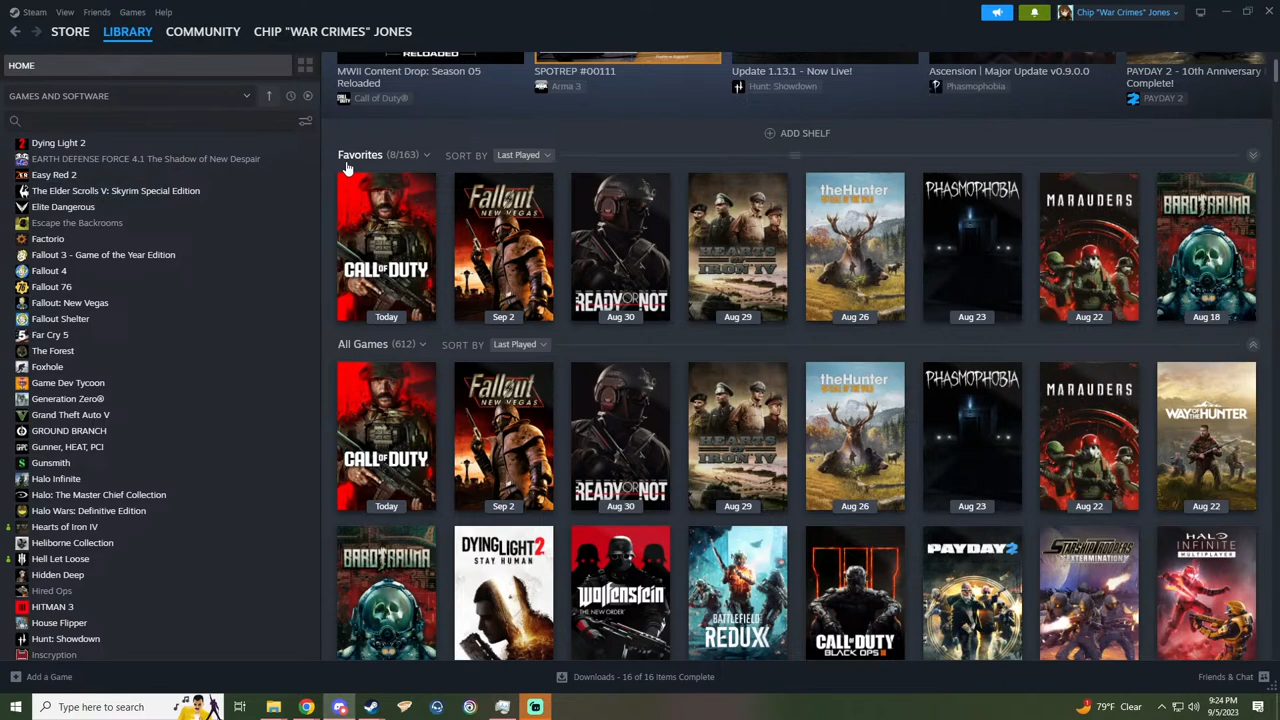 Steam View Friends Games Help
Chip "War Crimes" Jones
STORE LIBRARY COMMUNITY CHIP "WAR CRIMES" JONES
HOME
GAMES AND SOFTWARE
Dying Light 2
EARTH DEFENSE FORCE 4.1 The Shadow of New Despair
Easy Red 2
The Elder Scrolls V: Skyrim Special Edition
Elite Dangerous
Escape the Backrooms
Factorio
Fallout 3 - Game of the Year Edition
Fallout 4
Fallout 76
Fallout: New Vegas
Fallout Shelter
Far Cry 5
The Forest
Foxhole
Game Dev Tycoon
Generation Zero®
Grand Theft Auto V
GROUND BRANCH
Gunner, HEAT, PC!
Gunsmith
Halo Infinite
Halo: The Master Chief Collection
Halo Wars: Definitive Edition
Hearts of Iron IV
Heliborne Collection
Hell Let Loose
Hidden Deep
Hired Ops
HITMAN 3
House Flipper
Hunt: Showdown
Inscryption
RELOADED
MWII Content Drop: Season 05
Reloaded
Call of Duty®
SPOTREP #00111
Arma 3
Update 1.13.1 - Now Live!
Hunt: Showdown
Ascension | Major Update v0.9.0
Phasmophobia
PAYDAY 2 - 10th Anniversary
Complete!
PAYDAY 2
ADD SHELF
Favorites (8/163) SORT BY Last Played
CALL OF DUTY
Today
Fallout
NEW VEGAS
Sep 2
READY OR NOT
Aug 30
HEARTS
OF
IRON IV
Aug 29
theHunter
CALL OF THE WILD
Aug 26
PHASMOPHOBIA
Aug 23
MARAUDERS
Aug 22
BAROTRAUMA
Aug 18
All Games (612) SORT BY Last Played
CALL OF DUTY
Today
Fallout
NEW VEGAS
Sep 2
READY OR NOT
Aug 30
HEARTS
OF
IRON IV
Aug 29
theHunter
CALL OF THE WILD
Aug 26
PHASMOPHOBIA
Aug 23
MARAUDERS
Aug 22
WAY OF THE
HUNTER
Aug 22
BAROTRAUMA
DYING LIGHT 2
STAY HUMAN
Wolfenstein
THE NEW ORDER
BATTLEFIELD
REDUX
CALL OF DUTY
BLACK OPS III
PAYDAY 2
STARSHIP TROOPERS
EXTERMINATION
HALO
INFINITE
MULTIPLAYER
Add a Game
Downloads - 16 of 16 Items Complete
Friends & Chat
Type here to search
79°F Clear
9:24 PM
9/5/2023